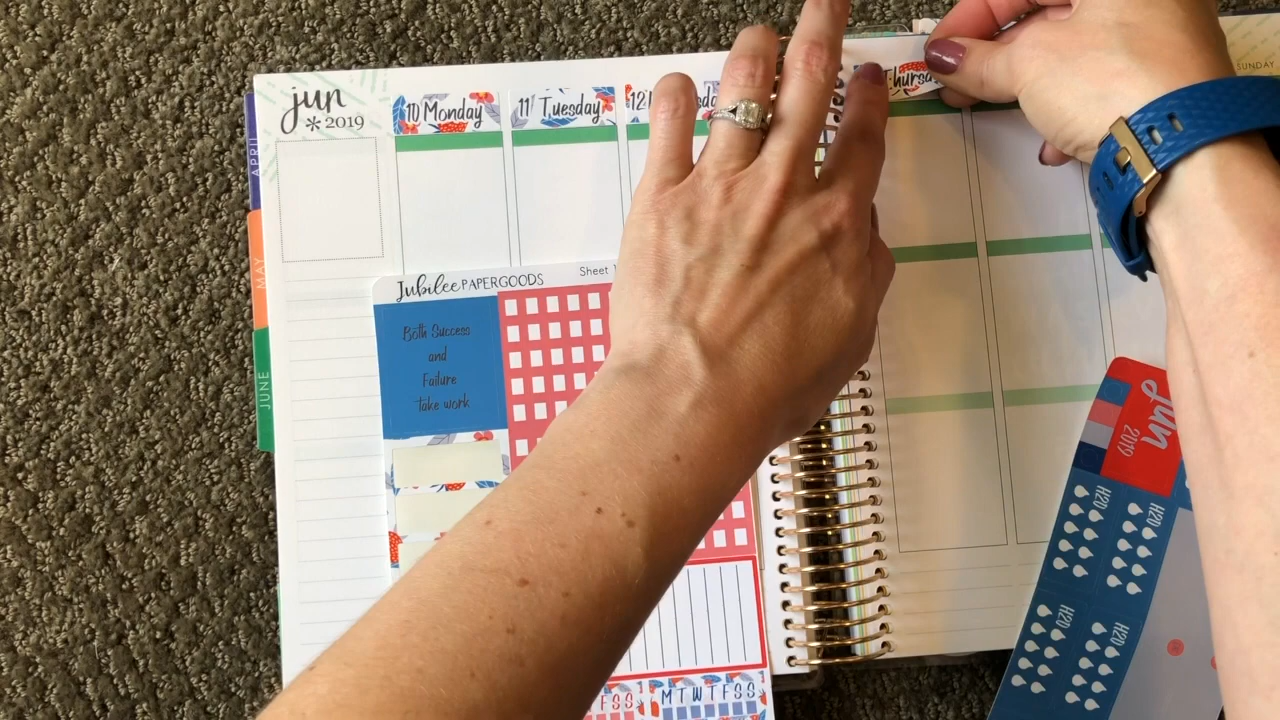 jun
*2019
10 Monday
11 Tuesday
12
SUNDAY
APRIL
MAY
JUNE
Jubilee PAPERGOODS
Sheet
Both Success
and
Failure
take work
Jun
2019
H2O
H2O
H2O
H2O
FSS
MTWTFSS